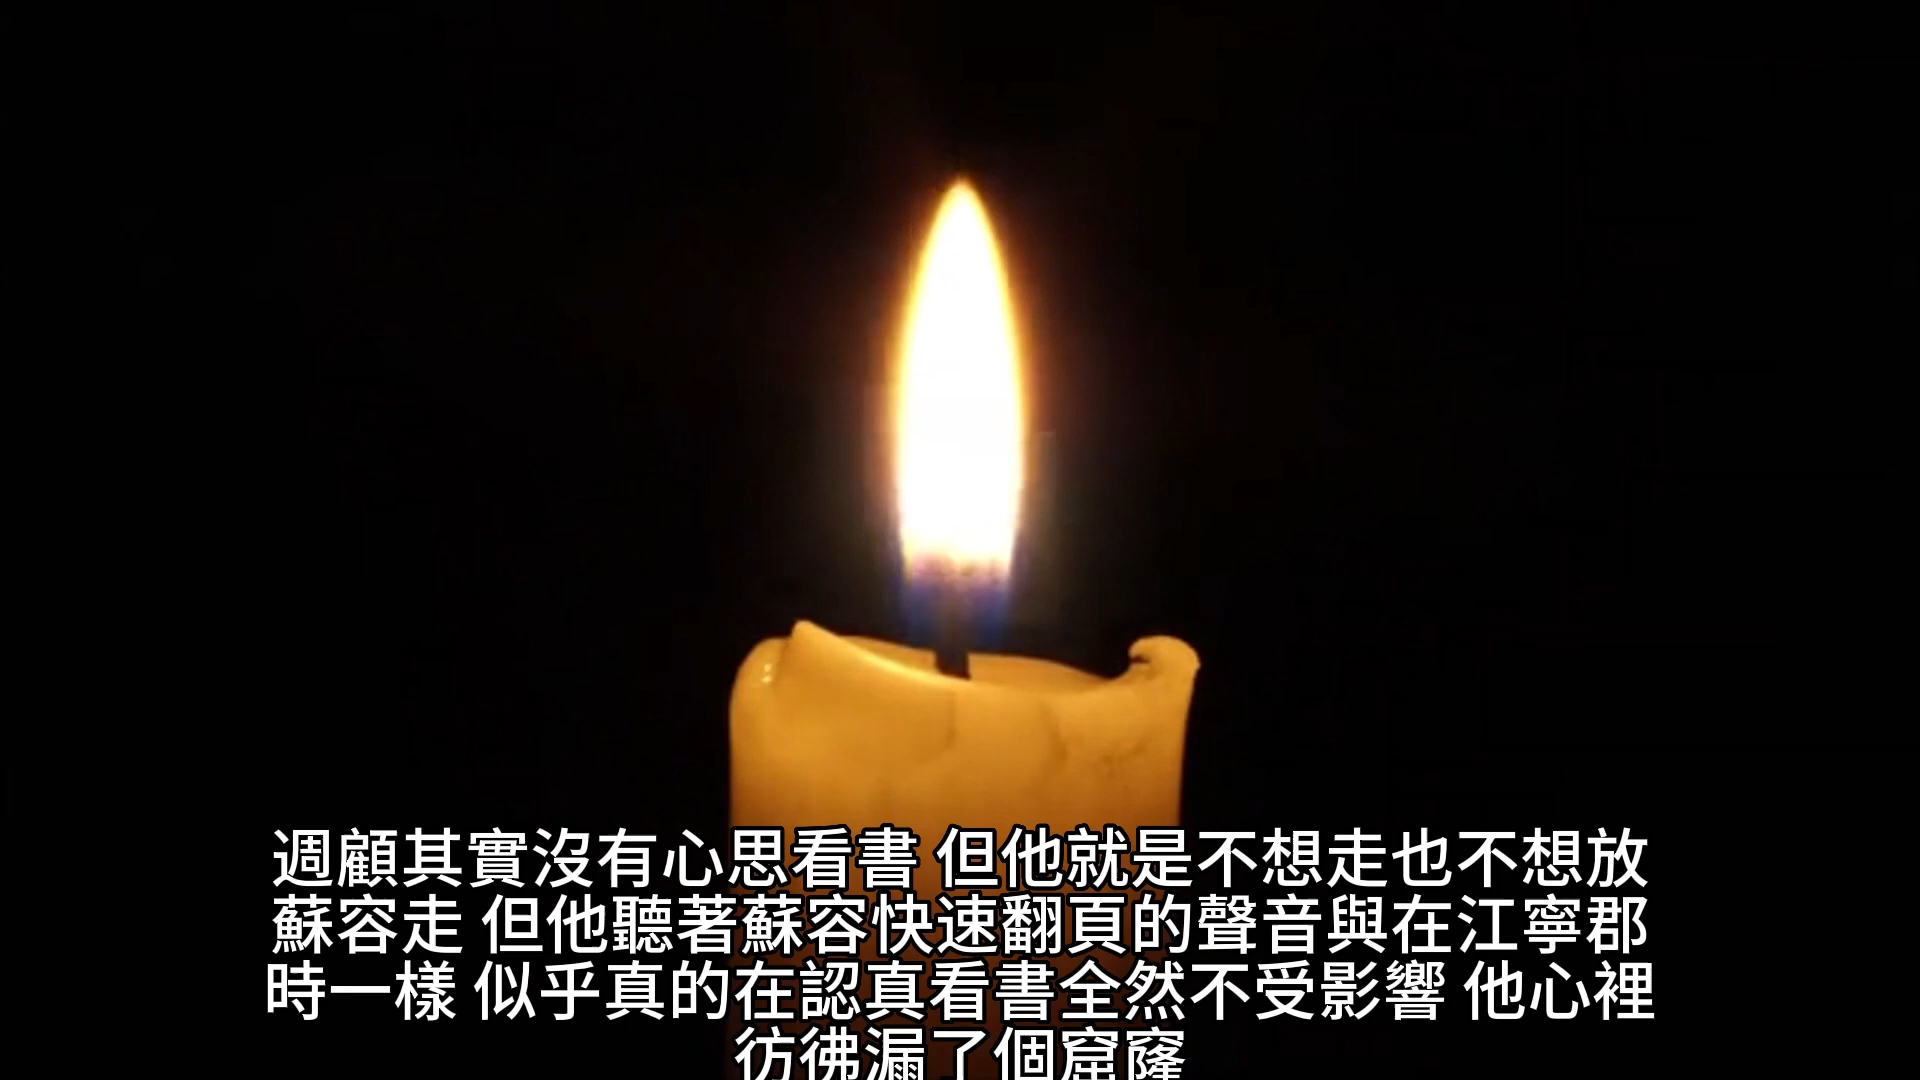 週顧其實沒有心思看書 但他就是不想走也不想放
蘇容走 但他聽著蘇容快速翻頁的聲音與在江寧郡
時一樣 似乎真的在認真看書全然不受影響 他心裡
彷彿漏了個窟窿